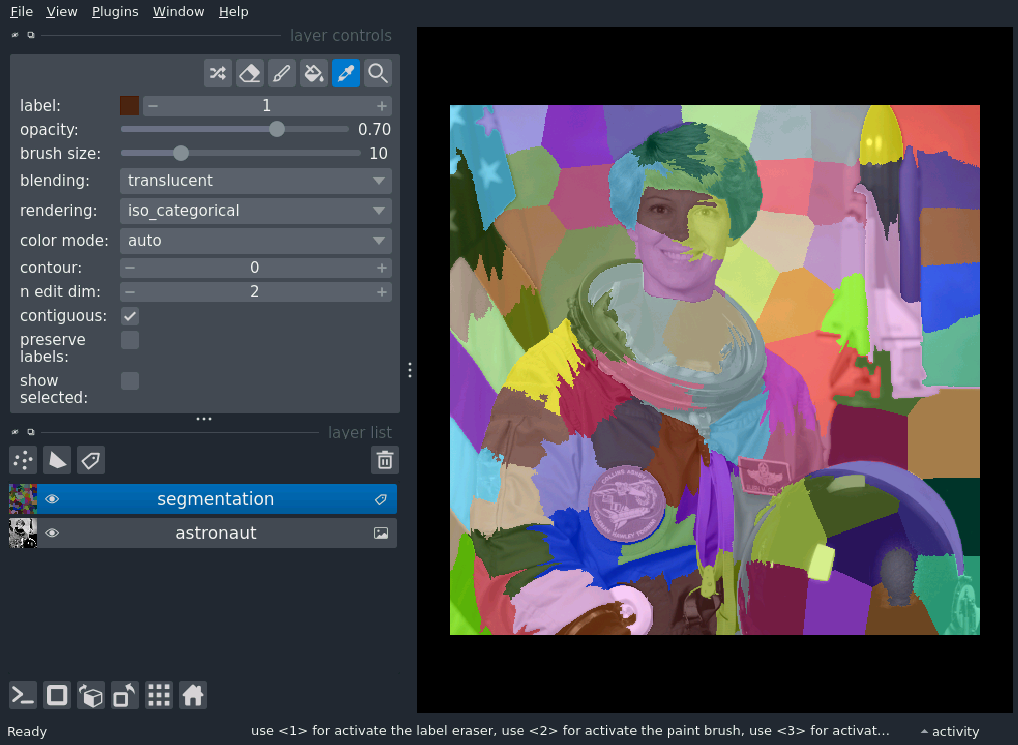 File View Plugins Window Help
layer controls
label: 1
opacity: 0.70
brush size: 10
blending: translucent
rendering: iso_categorical
color mode: auto
contour: 0
n edit dim: 2
contiguous:
preserve
labels:
show
selected:
layer list
segmentation
astronaut
Ready
use <1> for activate the label eraser, use <2> for activate the paint brush, use <3> for activat...
activity